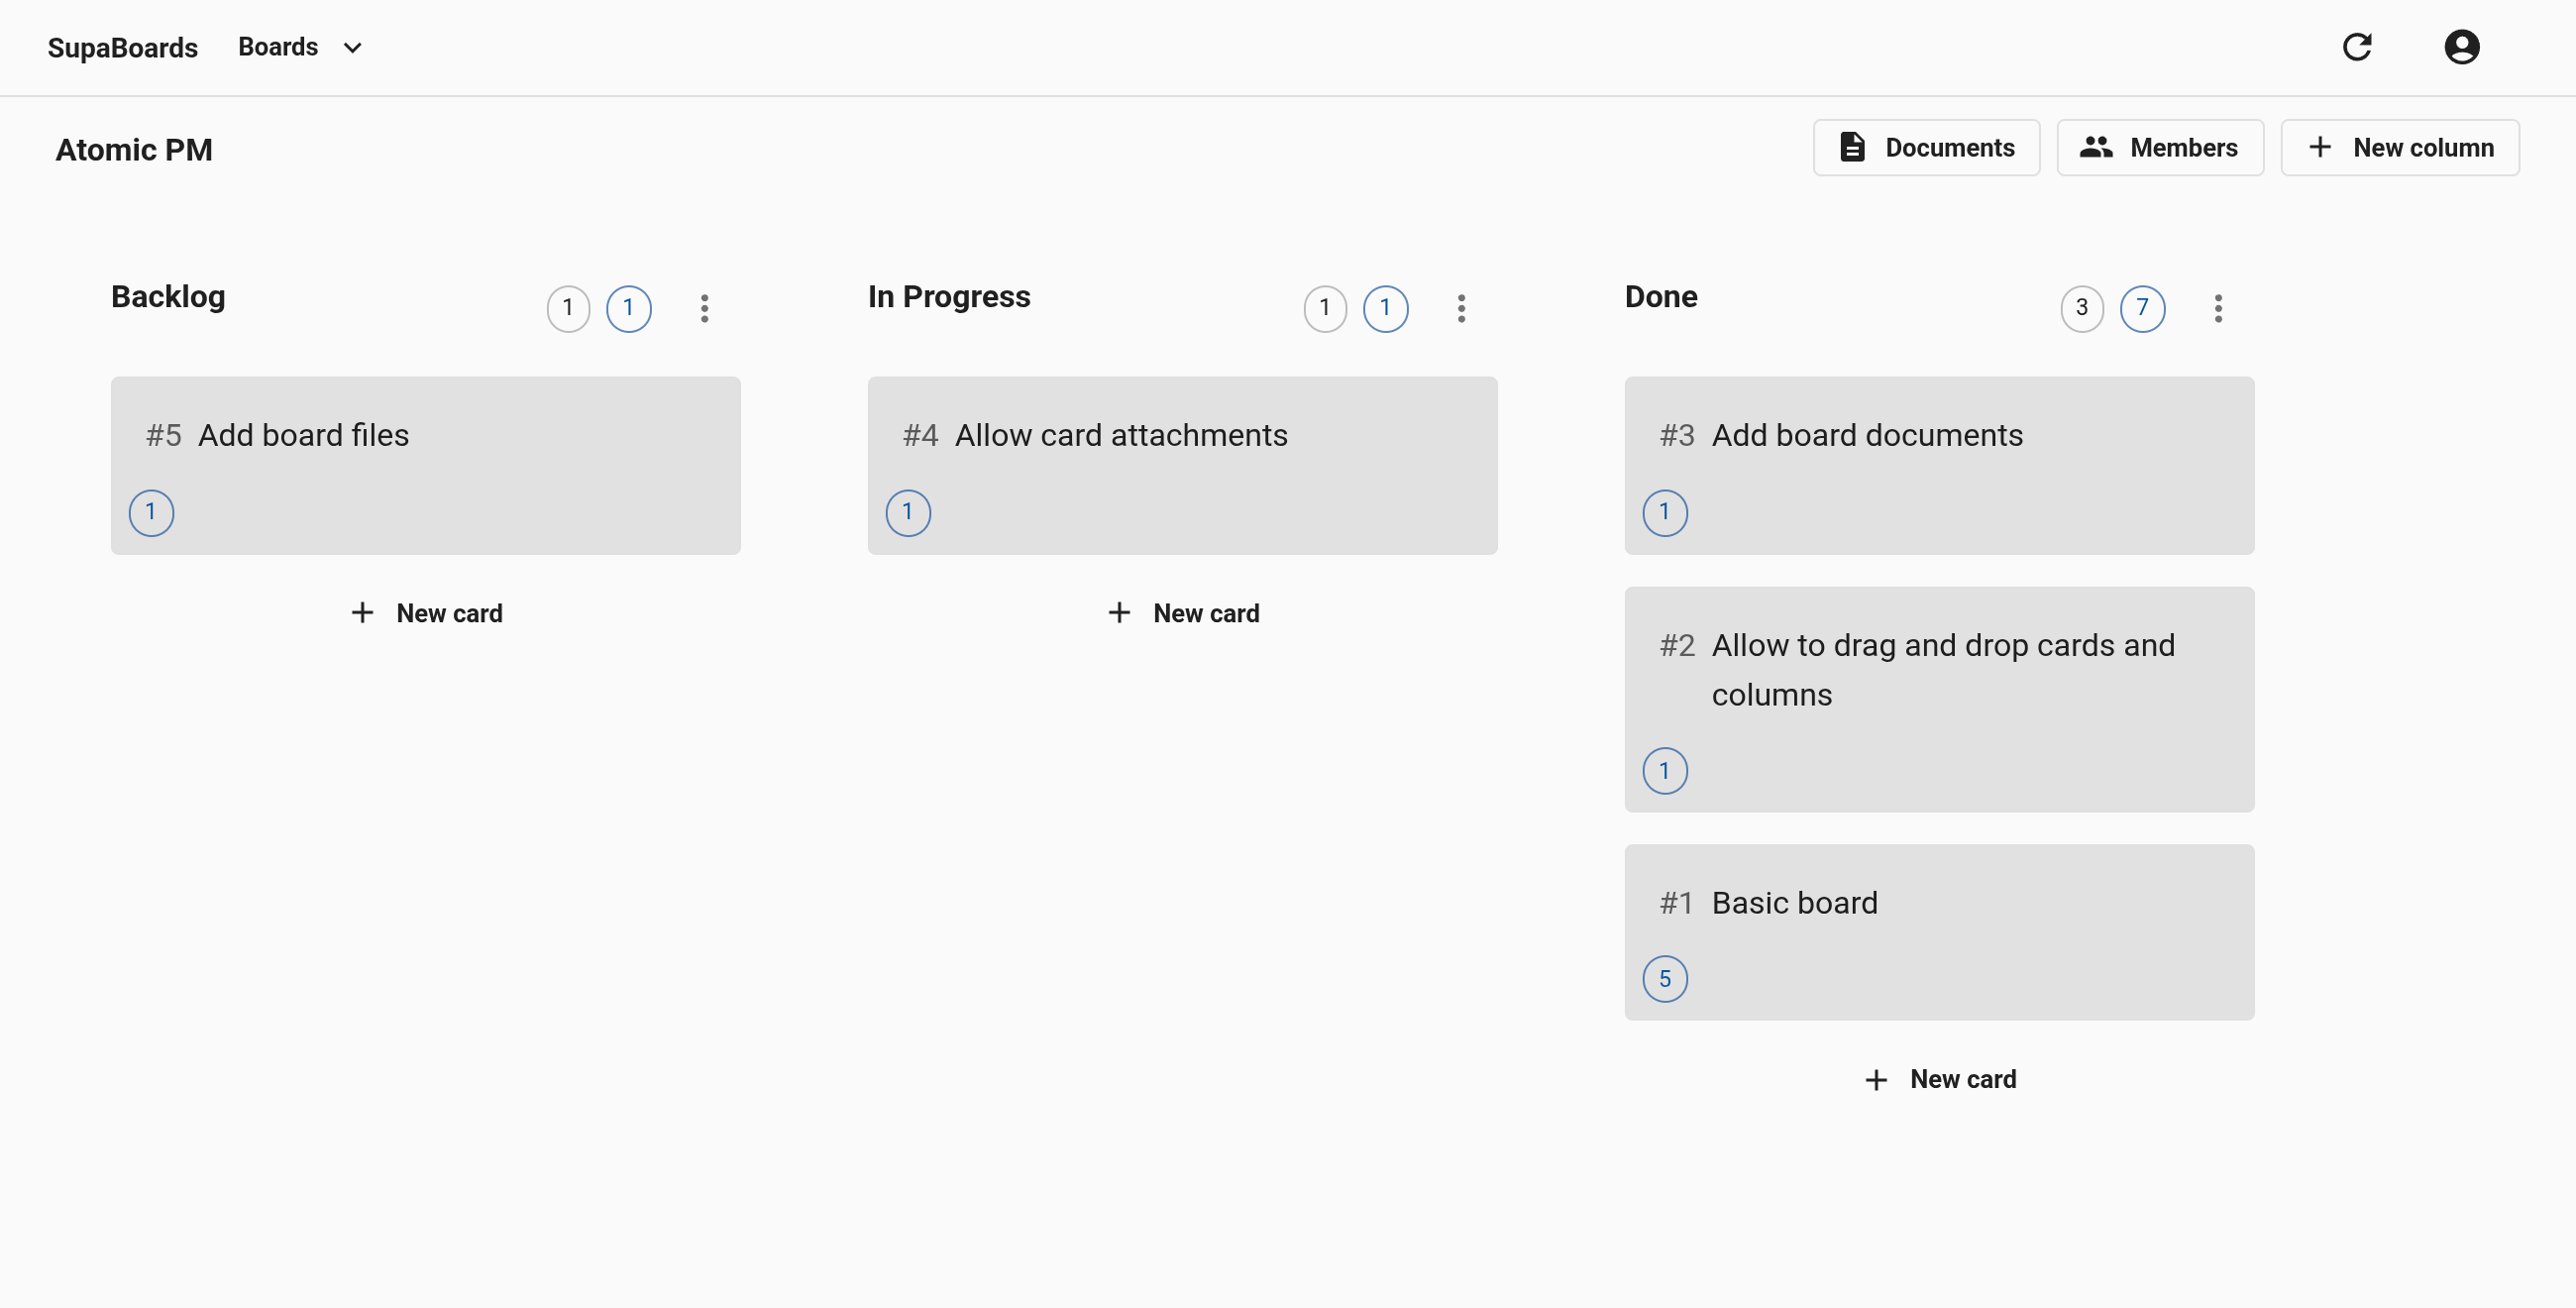 SupaBoards Boards
Atomic PM Documents Members New column
Backlog 1 1
#5 Add board files
1
New card
In Progress 1 1
#4 Allow card attachments
1
New card
Done 3 7
#3 Add board documents
1
#2 Allow to drag and drop cards and
columns
1
#1 Basic board
5
New card